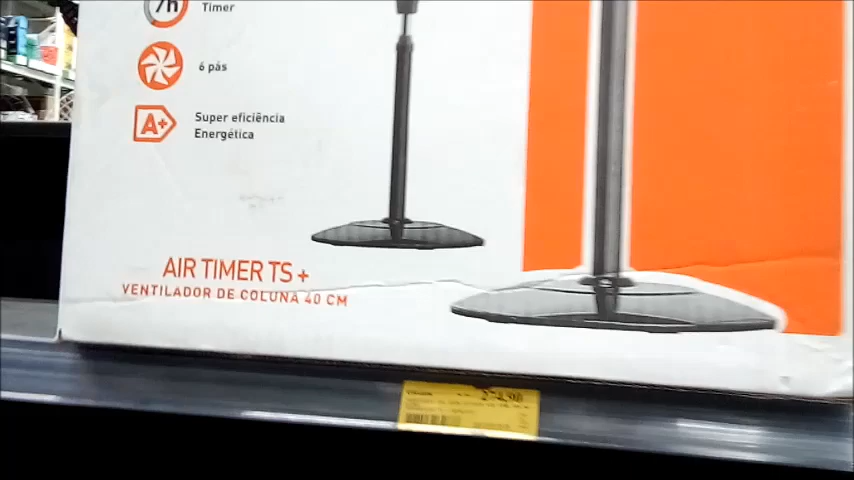 7h
Timer
6 pás
A+
Super eficiência
Energética
AIR TIMER TS +
VENTILADOR DE COLUNA 40 CM